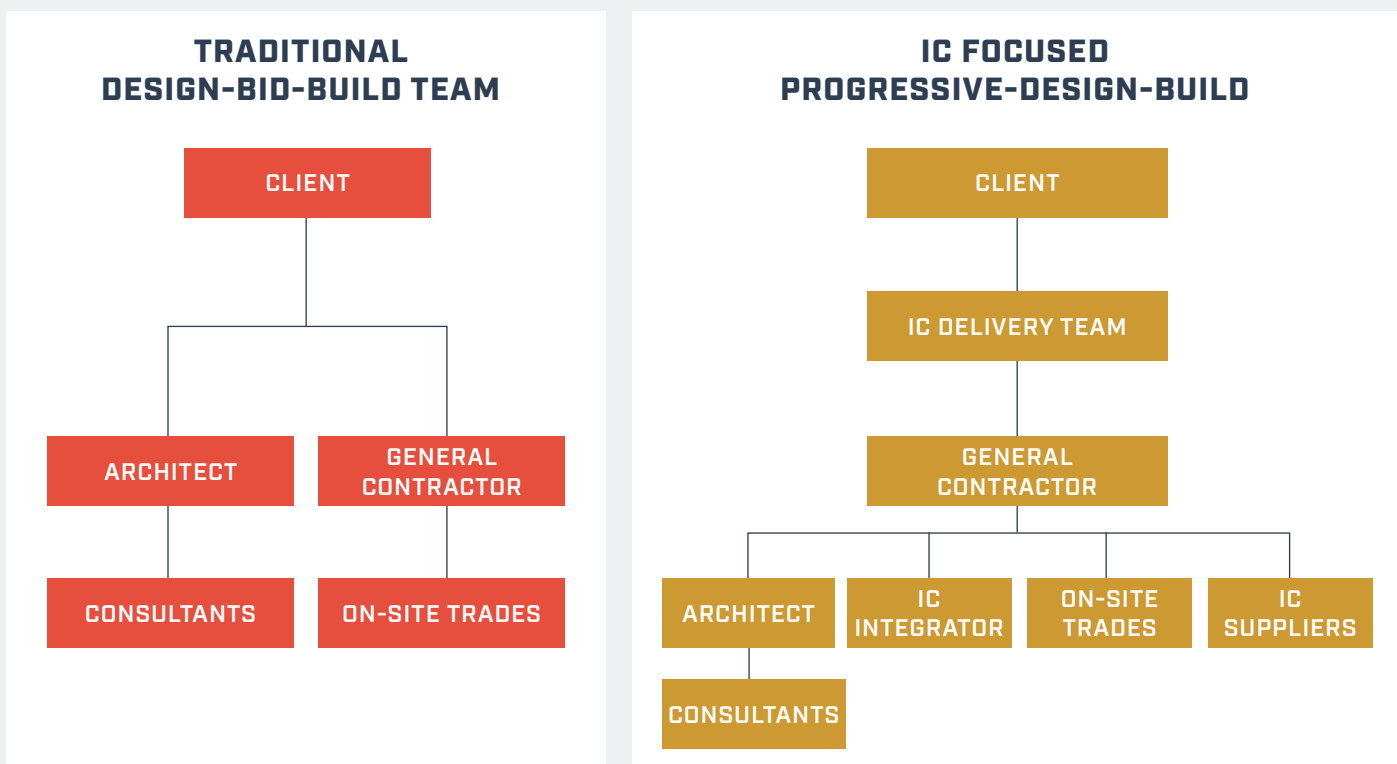 TRADITIONAL
DESIGN-BID-BUILD TEAM
CLIENT
ARCHITECT
GENERAL
CONTRACTOR
CONSULTANTS
ON-SITE TRADES
IC FOCUSED
PROGRESSIVE-DESIGN-BUILD
CLIENT
IC DELIVERY TEAM
GENERAL
CONTRACTOR
ARCHITECT
IC
INTEGRATOR
ON-SITE
TRADES
IC
SUPPLIERS
CONSULTANTS